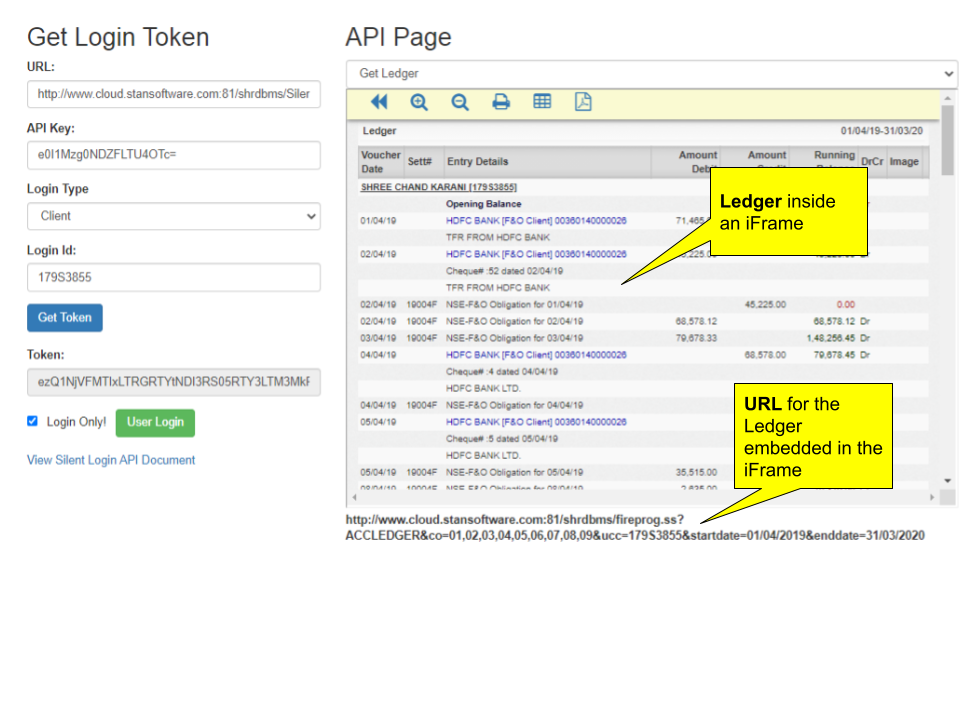 Get Login Token
URL:
http://www.cloud.stansoftware.com:81/shrdbms/Siler
API Key:
e0I1Mzg0NDZFLTU4OTc=
Login Type
Client
Login Id:
179S3855
Get Token
Token:
ezQ1NjVFMTIxLTRGRTYtNDI3RS05RTY3LTM3MkF
Login Only! User Login
View Silent Login API Document
API Page
Get Ledger
Ledger 01/04/19-31/03/20
Voucher Date Sett# Entry Details Amount Debit Amount Running DrCr Image
SHREE CHAND KARANI [179S3855]
Opening Balance
01/04/19 HDFC BANK [F&O Client] 00360140000026
TFR FROM HDFC BANK
02/04/19 HDFC BANK [F&O Client] 00360140000026
Cheque# :52 dated 02/04/19
TFR FROM HDFC BANK
02/04/19 19004F NSE-F&O Obligation for 01/04/19 45,225.00 0.00
02/04/19 19004F NSE-F&O Obligation for 02/04/19 68,578.12 68,578.12 Dr
03/04/19 19004F NSE-F&O Obligation for 03/04/19 79,678.33 1,48,256.45 Dr
04/04/19 HDFC BANK [F&O Client] 00360140000026 68,578.00 79,678.45 Dr
Cheque# :4 dated 04/04/19
HDFC BANK LTD.
04/04/19 19004F NSE-F&O Obligation for 04/04/19
05/04/19 HDFC BANK [F&O Client] 00360140000026
Cheque# :5 dated 05/04/19
HDFC BANK LTD.
05/04/19 19004F NSE-F&O Obligation for 05/04/19 35,515.00
08/04/19 19004F NSE-F&O Obligation for 08/04/19 2,635.00
Ledger inside
an iFrame
URL for the
Ledger
embedded in the
iFrame
http://www.cloud.stansoftware.com:81/shrdbms/fireprog.ss?
ACCLEDGER&co=01,02,03,04,05,06,07,08,09&ucc=179S3855&startdate=01/04/2019&enddate=31/03/2020